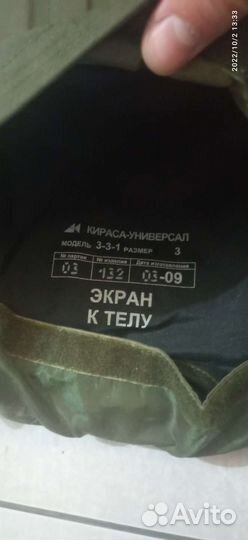 2022/10/2 13:33
КИРАСА-УНИВЕРСАЛ
МОДЕЛЬ 3-3-1 РАЗМЕР 3
№ партии № изделия Дата изготовления
03 132 03-09
ЭКРАН
К ТЕЛУ
Avito